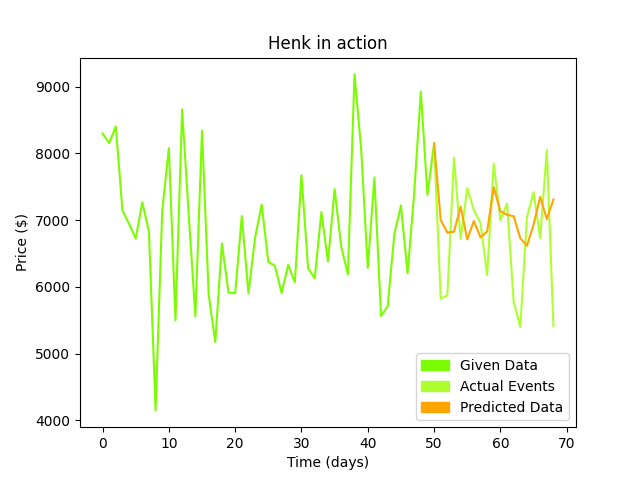 Henk in action
Price ($)
9000
8000
7000
6000
5000
4000
0 10 20 30 40 50 60 70
Time (days)
Given Data
Actual Events
Predicted Data